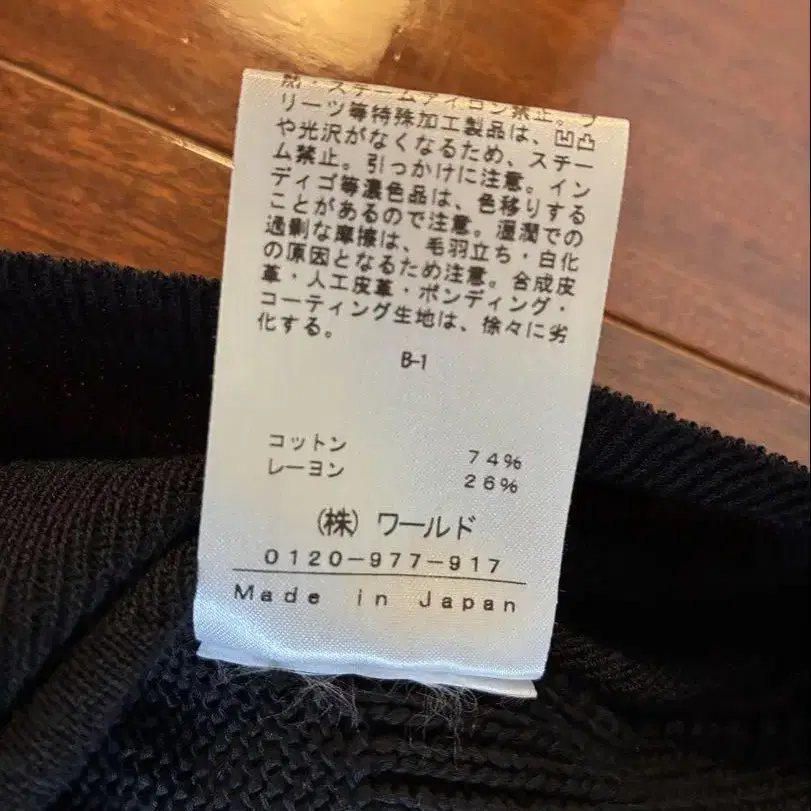 熱・スチームアイロン禁止。プ
リーツ等特殊加工製品は、凹凸
や光沢がなくなるため、スチー
ム禁止。引っかけに注意。イン
ディゴ等濃色品は、色移りする
ことがあるので注意。湿潤での
過剰な摩擦は、毛羽立ち・白化
の原因となるため注意。合成皮
革・人工皮革・ボンディング・
コーティング生地は、徐々に劣
化する。
B-1
コットン 74%
レーヨン 26%
(株) ワールド
0120-977-917
Made in Japan